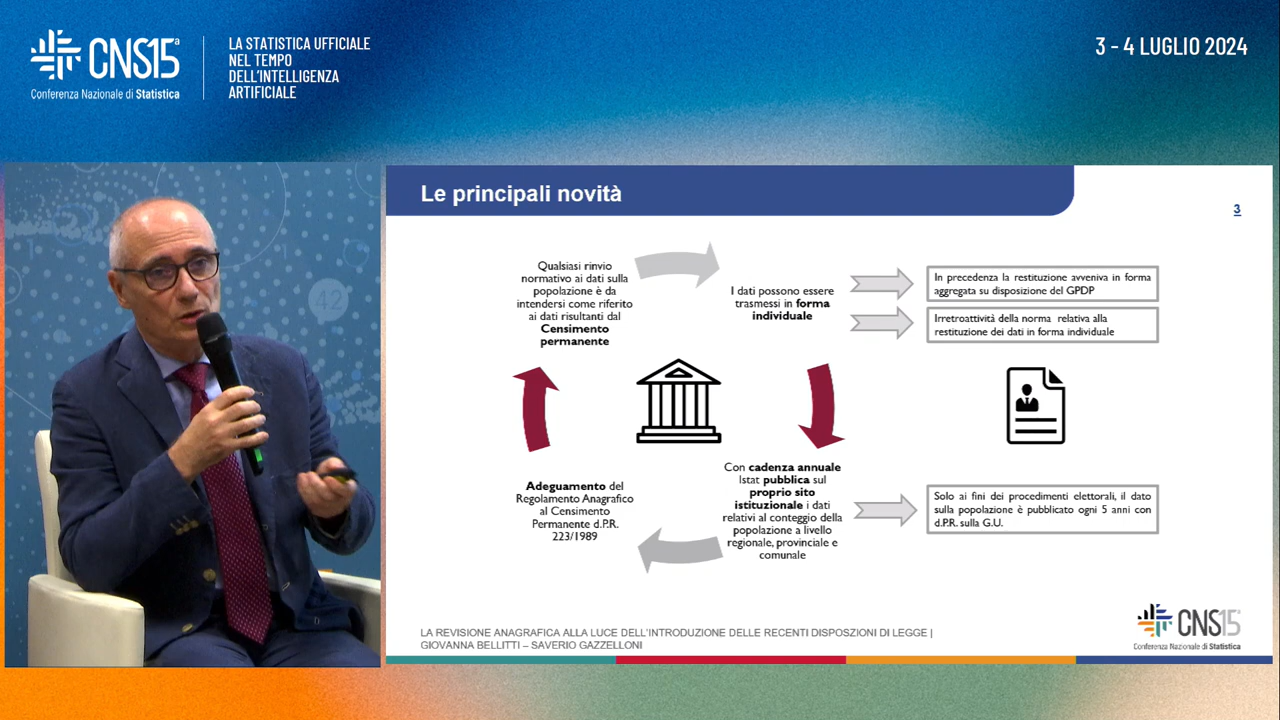 CNS15ª
Conferenza Nazionale di Statistica
LA STATISTICA UFFICIALE
NEL TEMPO
DELL'INTELLIGENZA
ARTIFICIALE
3 - 4 LUGLIO 2024
42
Le principali novità
3
Qualsiasi rinvio
normativo ai dati sulla
popolazione è da
intendersi come riferito
ai dati risultanti dal
Censimento
permanente
I dati possono essere
trasmessi in forma
individuale
In precedenza la restituzione avveniva in forma
aggregata su disposizione del GPDP
Irretroattività della norma relativa alla
restituzione dei dati in forma individuale
Adeguamento del
Regolamento Anagrafico
al Censimento
Permanente d.P.R.
223/1989
Con cadenza annuale
Istat pubblica sul
proprio sito
istituzionale i dati
relativi al conteggio della
popolazione a livello
regionale, provinciale e
comunale
Solo ai fini dei procedimenti elettorali, il dato
sulla popolazione è pubblicato ogni 5 anni con
d.P.R. sulla G.U.
LA REVISIONE ANAGRAFICA ALLA LUCE DELL'INTRODUZIONE DELLE RECENTI DISPOSZIONI DI LEGGE |
GIOVANNA BELLITTI – SAVERIO GAZZELLONI
CNS15ª
Conferenza Nazionale di Statistica